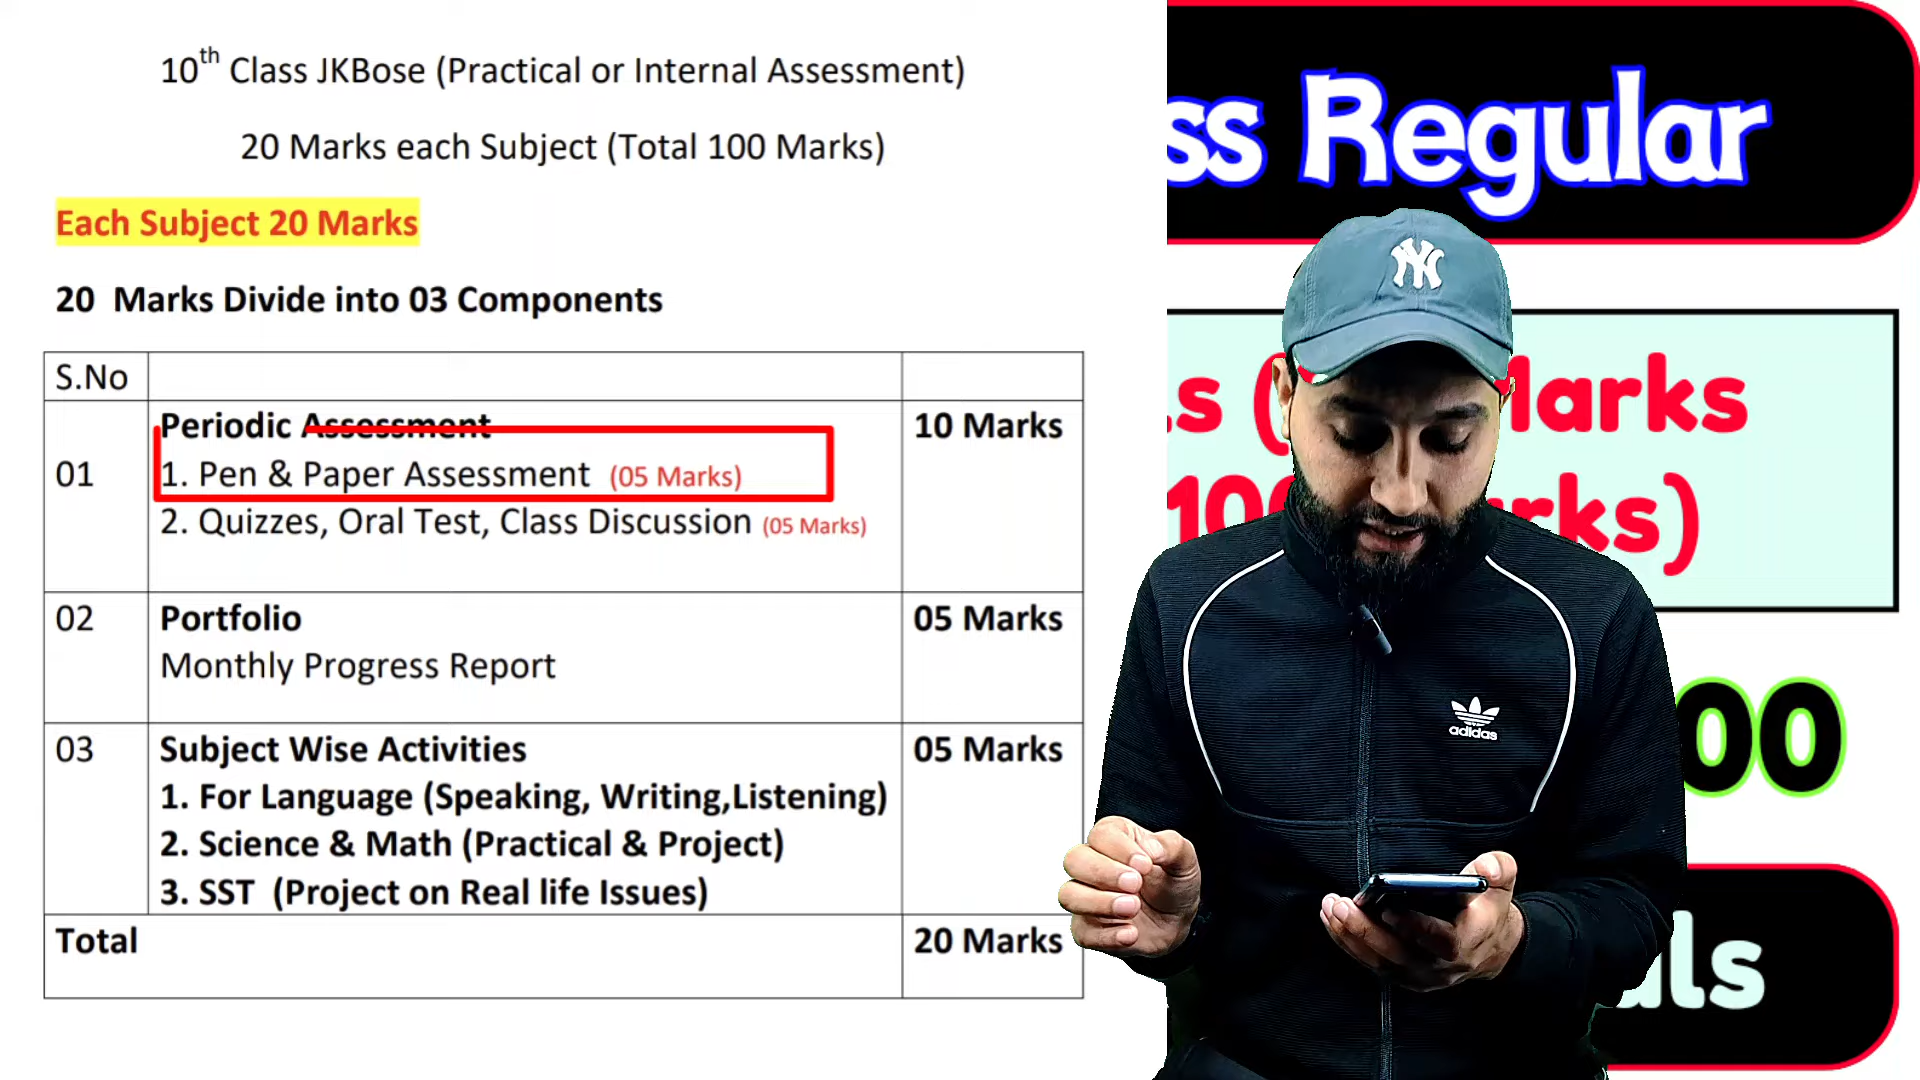 10th Class JKBose (Practical or Internal Assessment)
20 Marks each Subject (Total 100 Marks)
Each Subject 20 Marks
20 Marks Divide into 03 Components
S.No
01
Periodic Assessment
10 Marks
1. Pen & Paper Assessment (05 Marks)
2. Quizzes, Oral Test, Class Discussion (05 Marks)
02
Portfolio
05 Marks
Monthly Progress Report
03
Subject Wise Activities
05 Marks
1. For Language (Speaking, Writing,Listening)
2. Science & Math (Practical & Project)
3. SST (Project on Real life Issues)
Total
20 Marks
ss Regular
NY
adidas
00